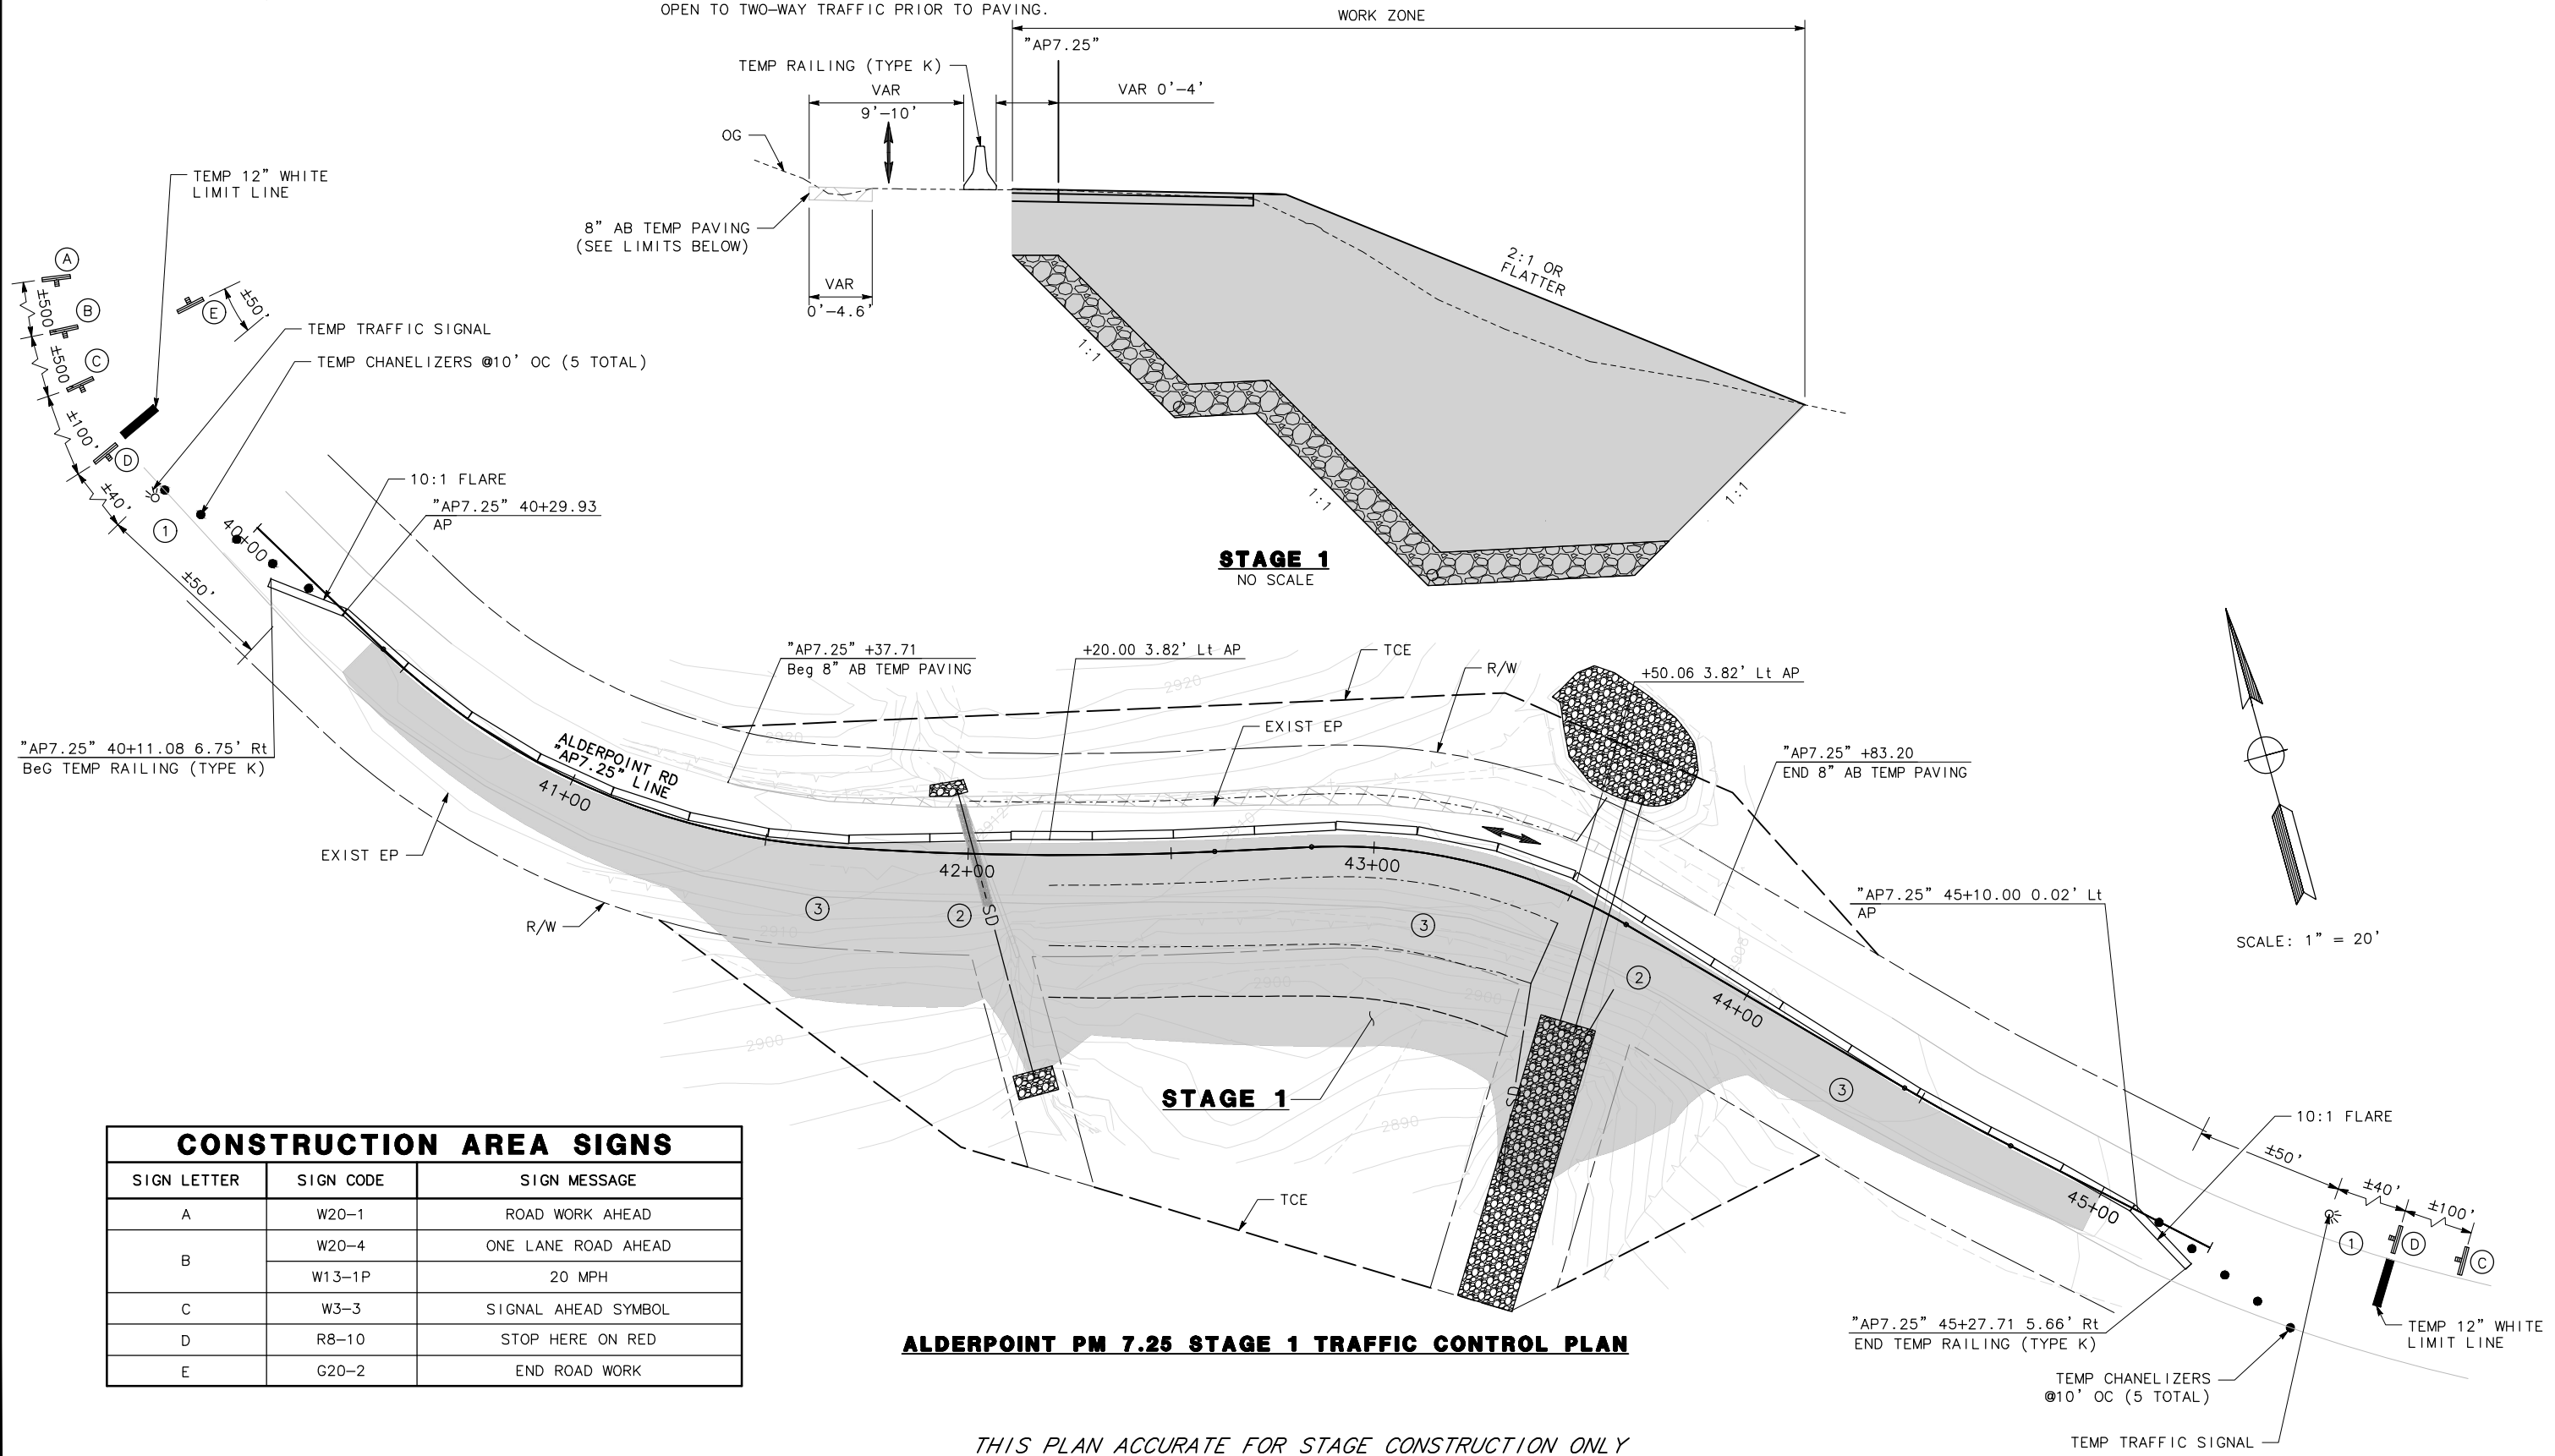 OPEN TO TWO-WAY TRAFFIC PRIOR TO PAVING.
WORK ZONE
"AP7.25"
TEMP RAILING (TYPE K)
VAR
9'-10'
VAR 0'-4'
OG
8" AB TEMP PAVING
(SEE LIMITS BELOW)
VAR
0'-4.6'
2:1 OR
FLATTER
1:1
1:1
1:1
STAGE 1
NO SCALE
TEMP 12" WHITE
LIMIT LINE
A
B
C
D
E
±500'
±500'
±100'
±40'
±50'
±50'
TEMP TRAFFIC SIGNAL
TEMP CHANELIZERS @10' OC (5 TOTAL)
10:1 FLARE
"AP7.25" 40+29.93
AP
1
40+00
"AP7.25" 40+11.08 6.75' Rt
BeG TEMP RAILING (TYPE K)
"AP7.25" +37.71
Beg 8" AB TEMP PAVING
+20.00 3.82' Lt AP
TCE
R/W
+50.06 3.82' Lt AP
EXIST EP
"AP7.25" +83.20
END 8" AB TEMP PAVING
2920
2920
2912
2910
2908
ALDERPOINT RD
"AP7.25" LINE
41+00
42+00
43+00
44+00
45+00
EXIST EP
R/W
3
2
SD
3
2
3
2910
2900
2900
2900
2890
SD
STAGE 1
TCE
"AP7.25" 45+10.00 0.02' Lt
AP
SCALE: 1" = 20'
10:1 FLARE
±50'
±40'
±100'
1
D
C
"AP7.25" 45+27.71 5.66' Rt
END TEMP RAILING (TYPE K)
TEMP 12" WHITE
LIMIT LINE
TEMP CHANELIZERS
@10' OC (5 TOTAL)
TEMP TRAFFIC SIGNAL
CONSTRUCTION AREA SIGNS
SIGN LETTER SIGN CODE SIGN MESSAGE
A W20-1 ROAD WORK AHEAD
B W20-4 ONE LANE ROAD AHEAD
W13-1P 20 MPH
C W3-3 SIGNAL AHEAD SYMBOL
D R8-10 STOP HERE ON RED
E G20-2 END ROAD WORK
ALDERPOINT PM 7.25 STAGE 1 TRAFFIC CONTROL PLAN
THIS PLAN ACCURATE FOR STAGE CONSTRUCTION ONLY